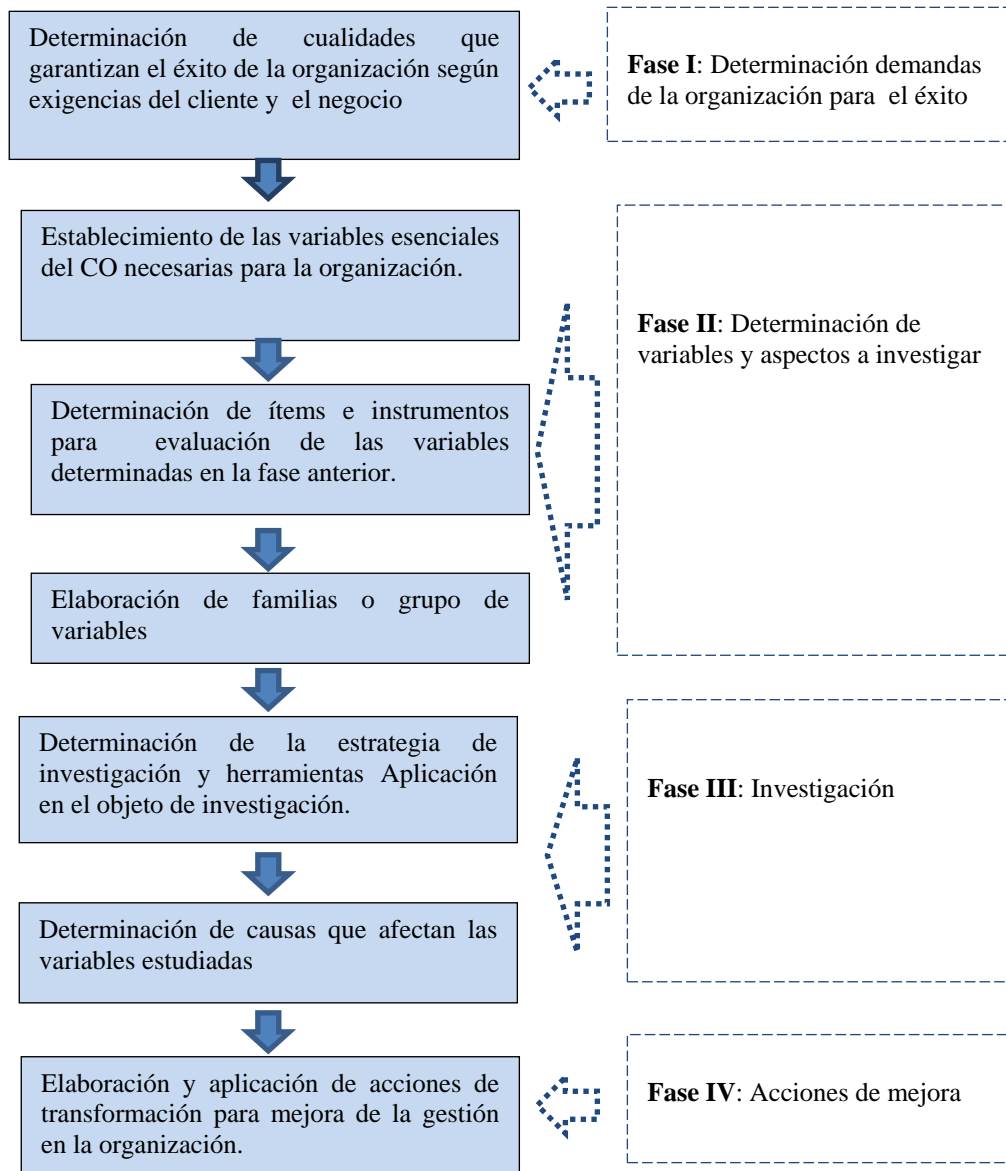 Determinación de cualidades que
garantizan el éxito de la organización según
exigencias del cliente y el negocio
Fase I: Determinación demandas
de la organización para el éxito
Establecimiento de las variables esenciales
del CO necesarias para la organización.
Fase II: Determinación de
variables y aspectos a investigar
Determinación de ítems e instrumentos
para evaluación de las variables
determinadas en la fase anterior.
Elaboración de familias o grupo de
variables
Determinación de la estrategia de
investigación y herramientas Aplicación
en el objeto de investigación.
Fase III: Investigación
Determinación de causas que afectan las
variables estudiadas
Elaboración y aplicación de acciones de
transformación para mejora de la gestión
en la organización.
Fase IV: Acciones de mejora